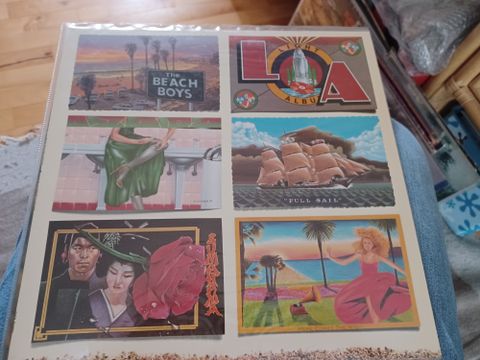 The
BEACH
BOYS
L.A.
LIGHT
ALBUM
"FULL SAIL"
SUMAHAMA